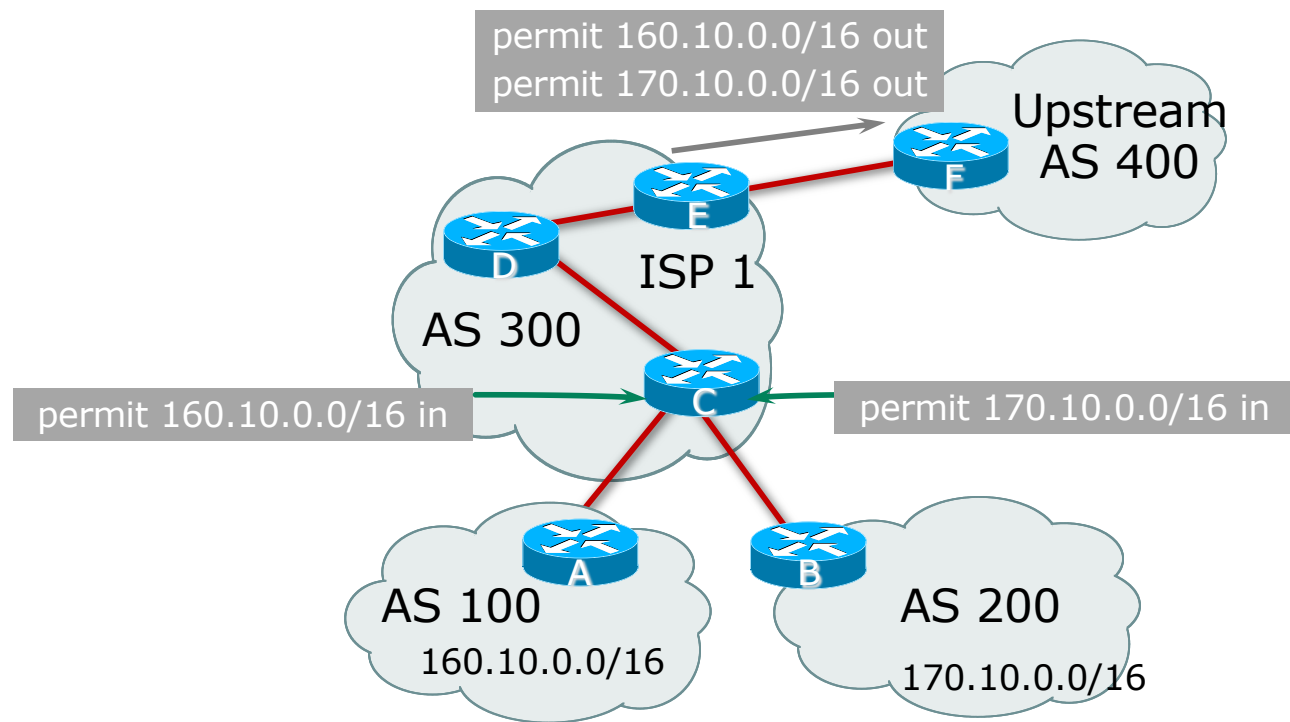 permit 160.10.0.0/16 out
permit 170.10.0.0/16 out
Upstream
AS 400
F
E
D
ISP 1
AS 300
C
permit 160.10.0.0/16 in
permit 170.10.0.0/16 in
A
B
AS 100
AS 200
160.10.0.0/16
170.10.0.0/16